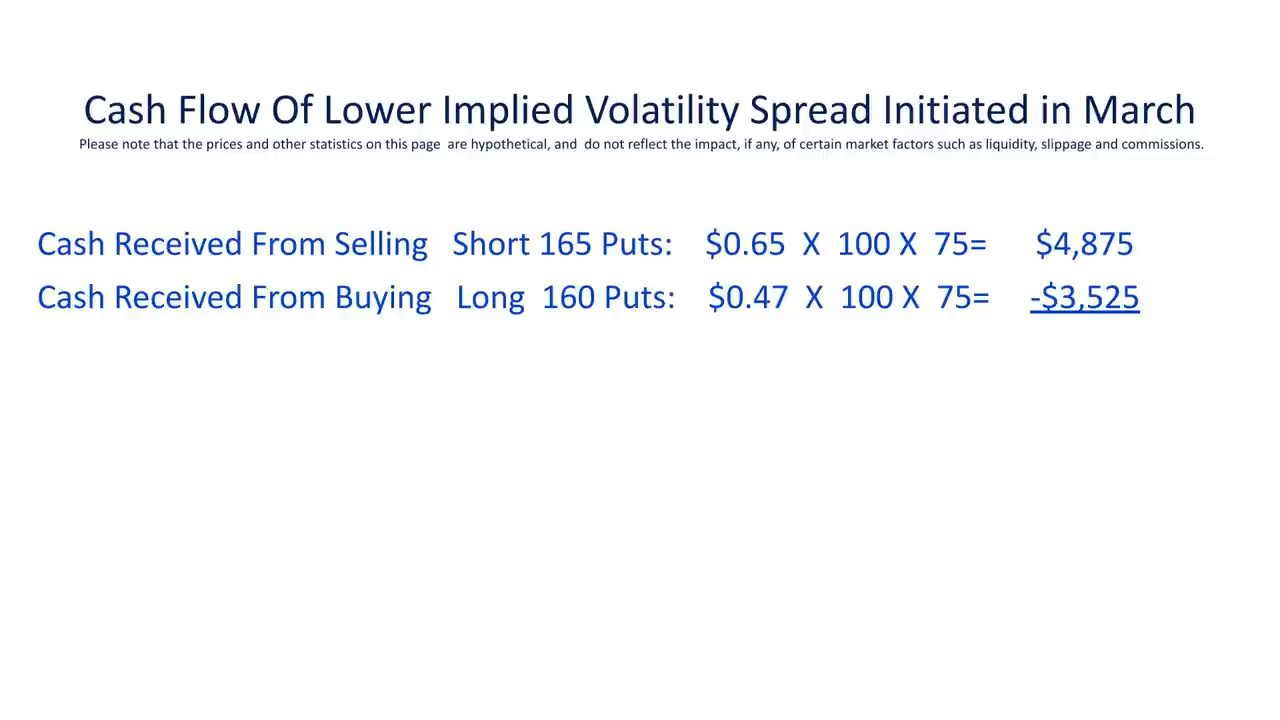 Cash Flow Of Lower Implied Volatility Spread Initiated in March
Please note that the prices and other statistics on this page are hypothetical, and do not reflect the impact, if any, of certain market factors such as liquidity, slippage and commissions.
Cash Received From Selling Short 165 Puts: $0.65 X 100 X 75= $4,875
Cash Received From Buying Long 160 Puts: $0.47 X 100 X 75= -$3,525